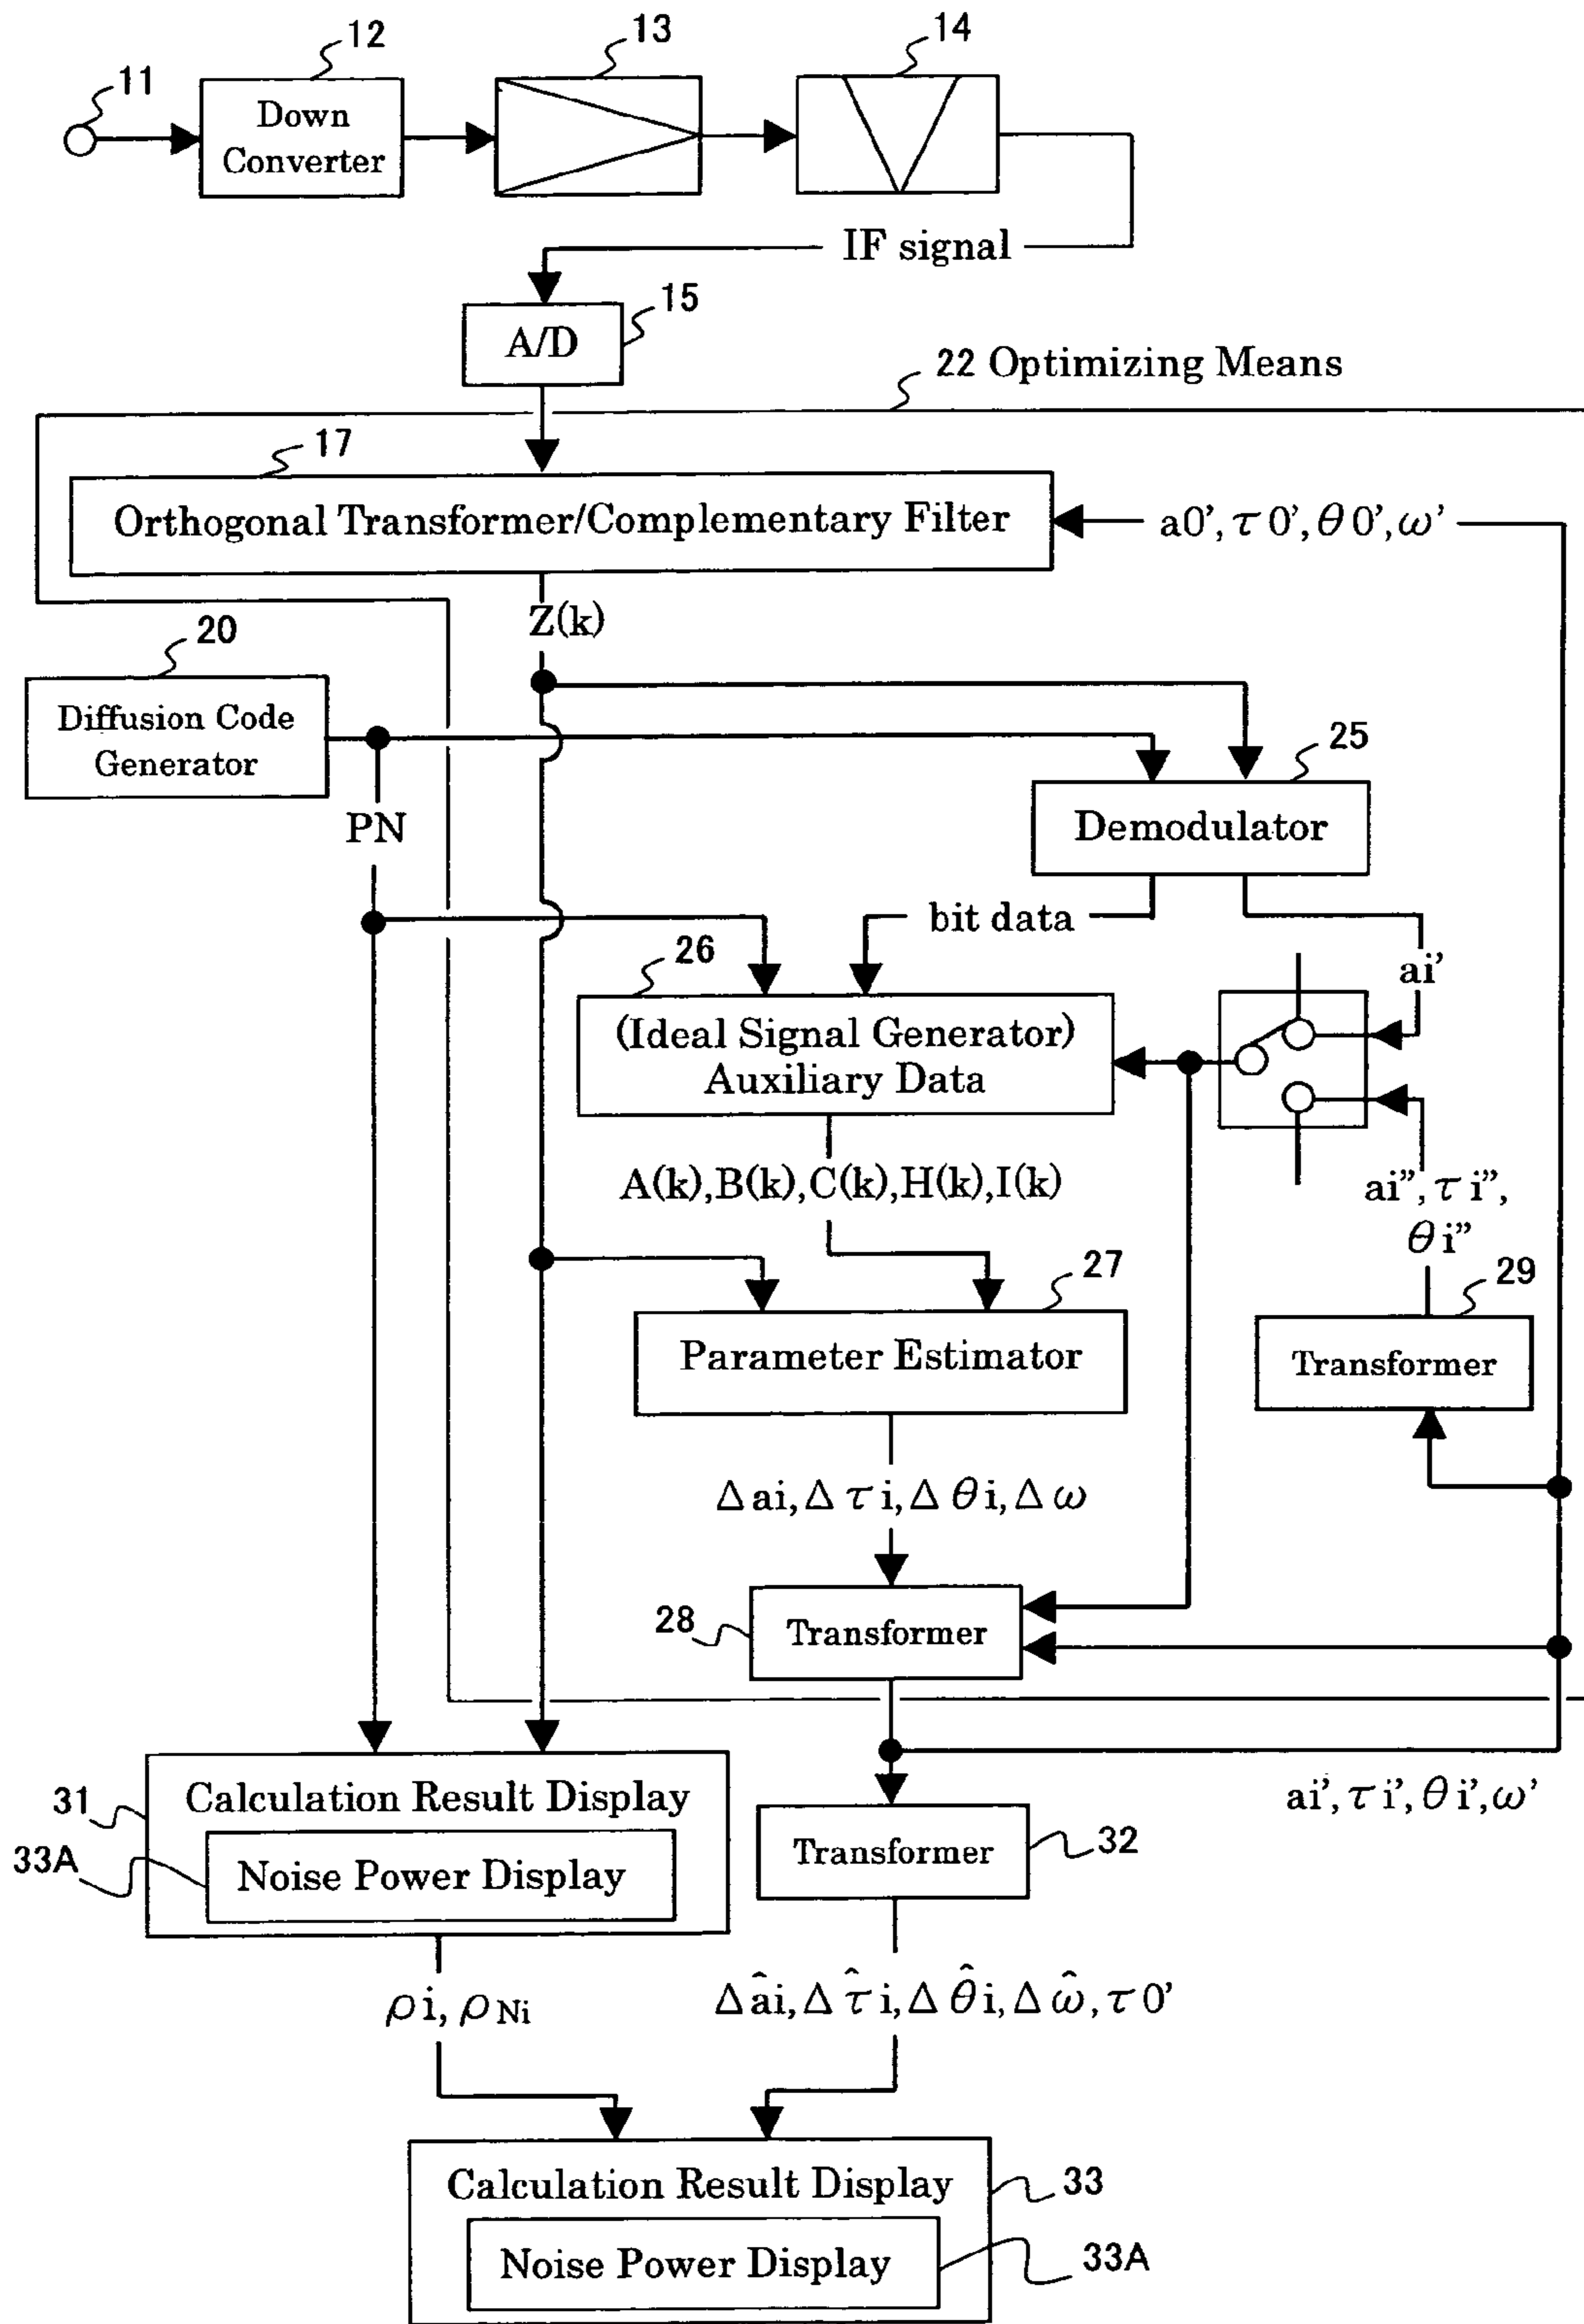 11
12
13
14
Down
Converter
IF signal
15
A/D
22 Optimizing Means
17
Orthogonal Transformer/Complementary Filter
a0', τ0', θ0', ω'
Z(k)
20
Diffusion Code
Generator
PN
25
Demodulator
bit data
ai'
26
(Ideal Signal Generator)
Auxiliary Data
A(k),B(k),C(k),H(k),I(k)
ai", τi",
θi"
27
Parameter Estimator
29
Transformer
Δai, Δτi, Δθi, Δω
28
Transformer
31
Calculation Result Display
33A
Noise Power Display
ai', τi', θi', ω'
Transformer
32
ρi, ρNi
Δâi, Δτ̂i, Δθ̂i, Δω̂, τ0'
Calculation Result Display
33
Noise Power Display
33A